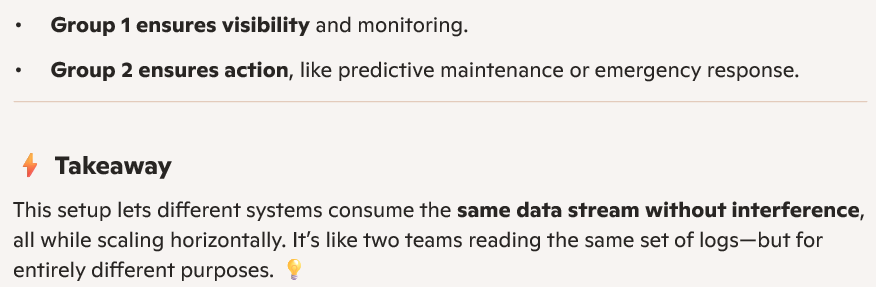 • Group 1 ensures visibility and monitoring.
• Group 2 ensures action, like predictive maintenance or emergency response.
⚡ Takeaway
This setup lets different systems consume the same data stream without interference,
all while scaling horizontally. It’s like two teams reading the same set of logs—but for
entirely different purposes. 💡